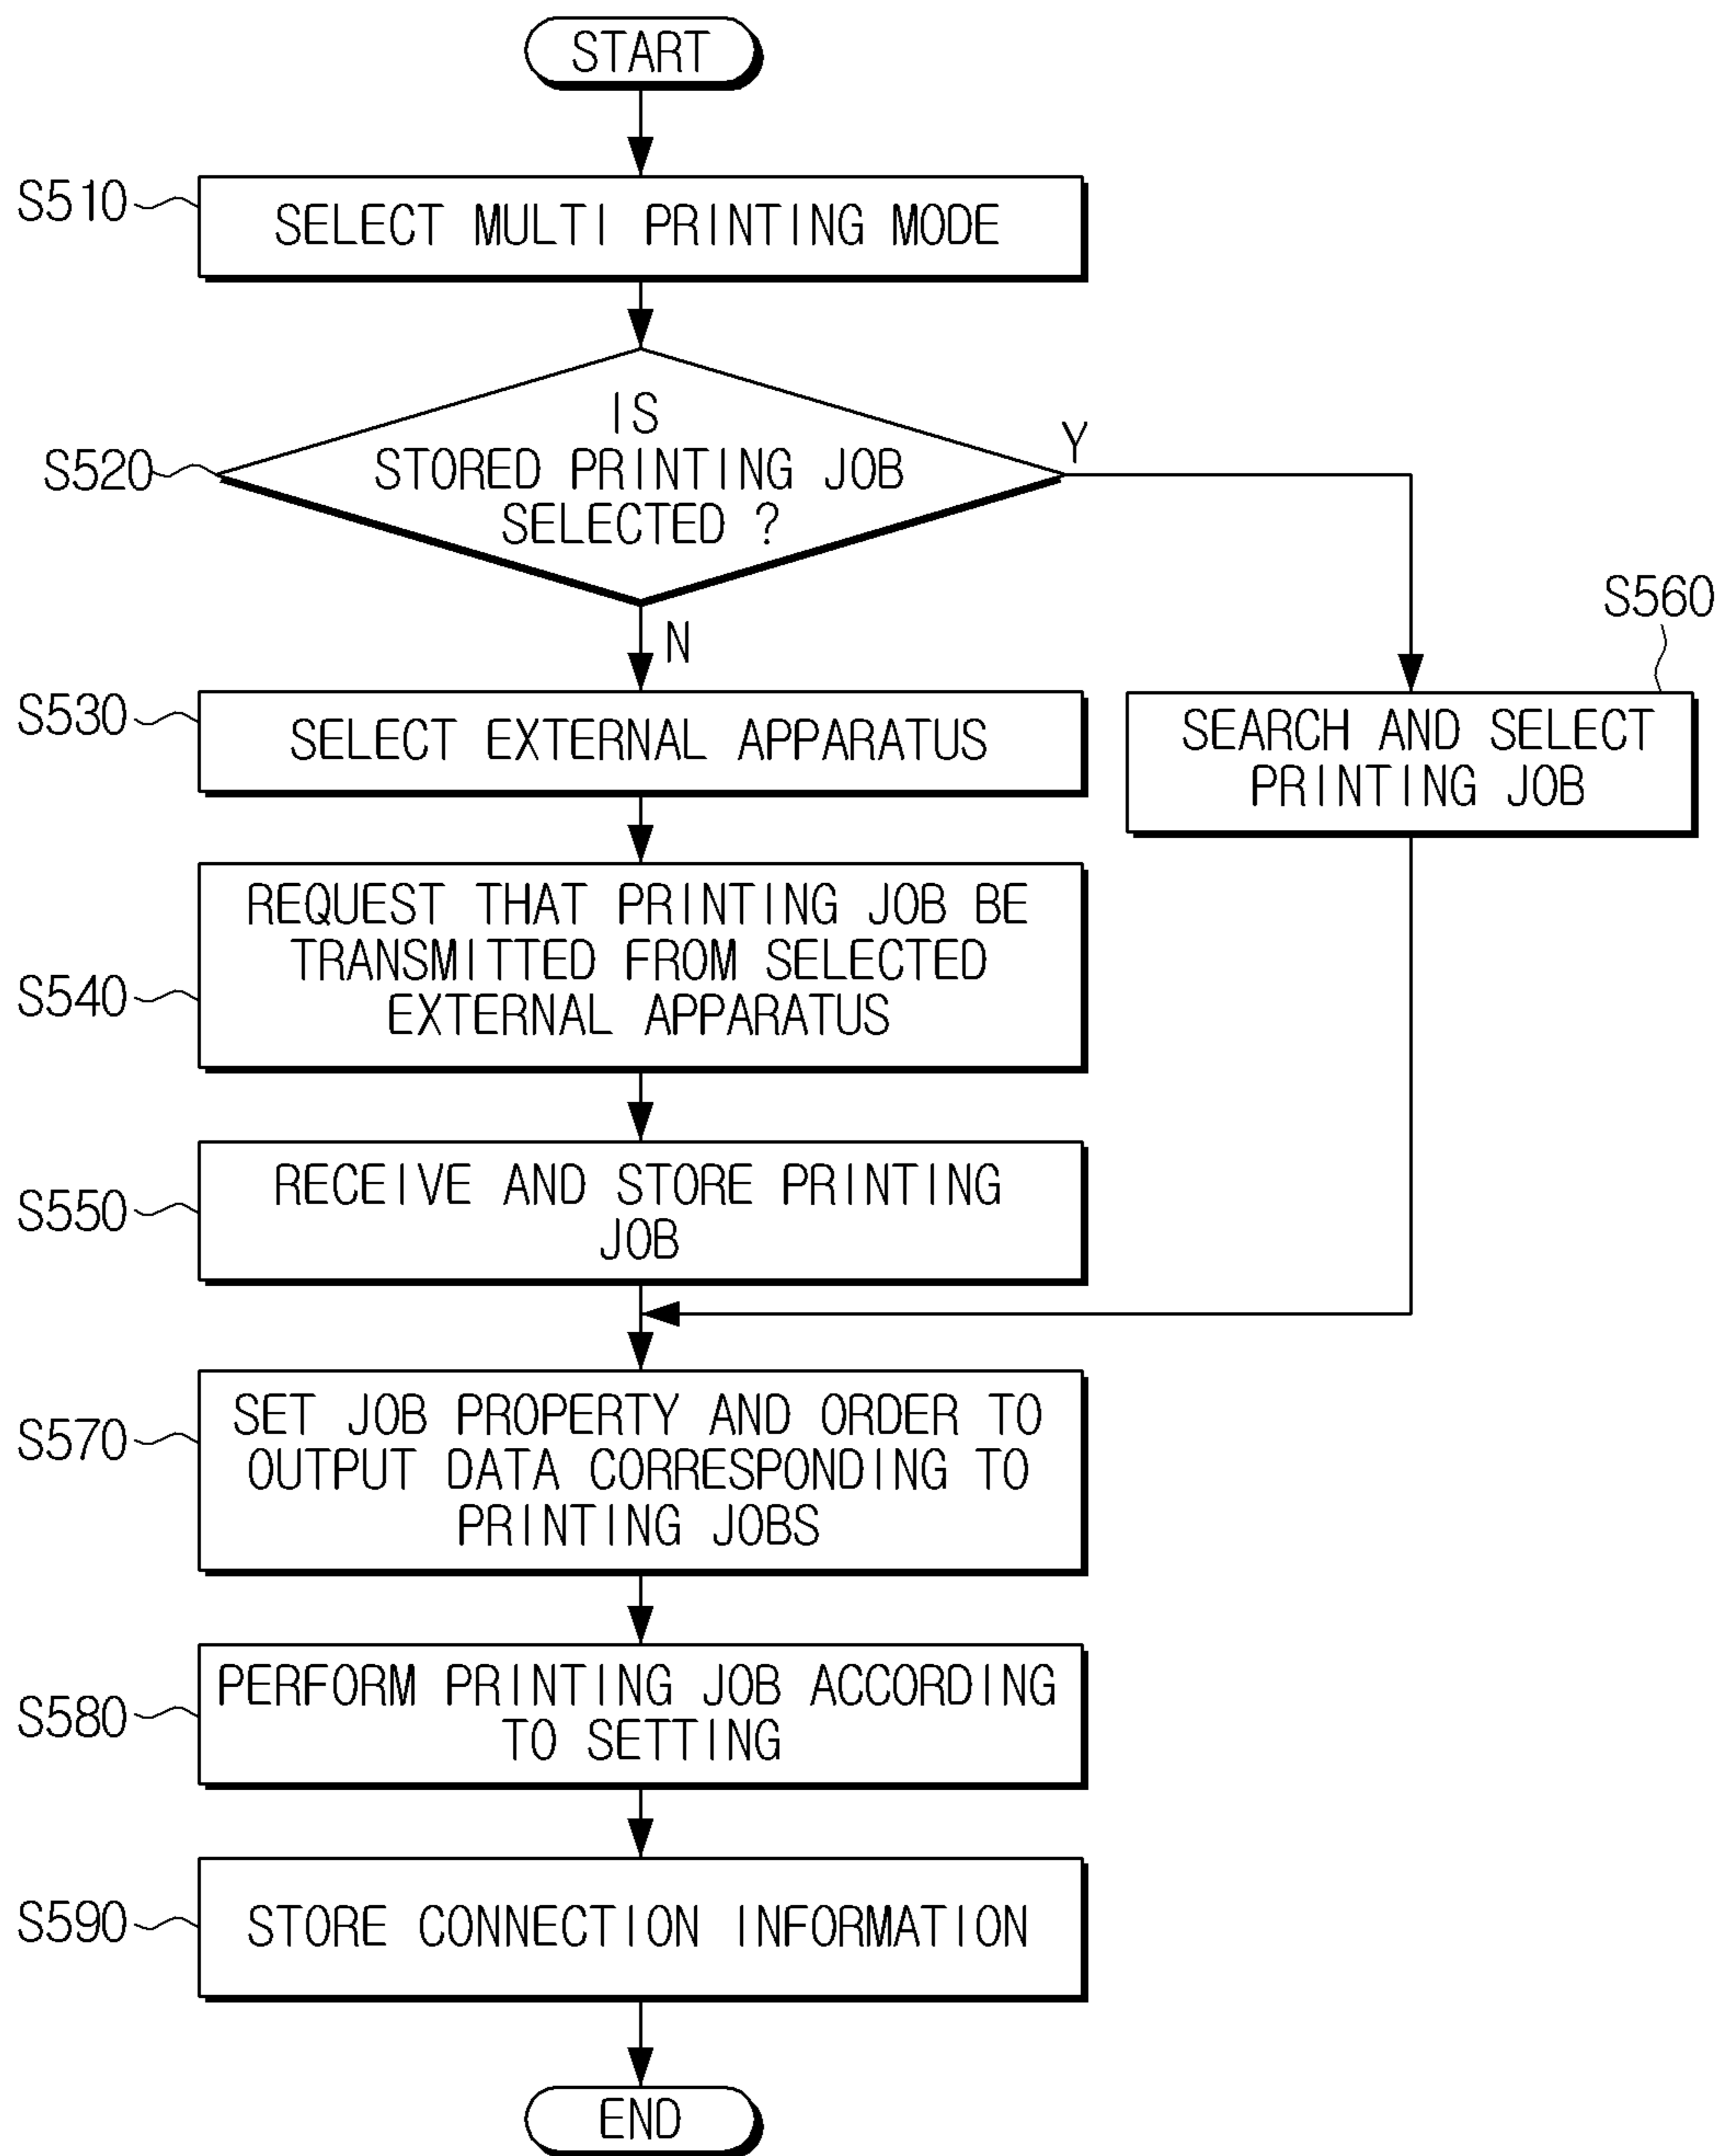 START
S510
SELECT MULTI PRINTING MODE
S520
IS
STORED PRINTING JOB
SELECTED ?
Y
N
S530
SELECT EXTERNAL APPARATUS
S560
SEARCH AND SELECT
PRINTING JOB
S540
REQUEST THAT PRINTING JOB BE
TRANSMITTED FROM SELECTED
EXTERNAL APPARATUS
S550
RECEIVE AND STORE PRINTING
JOB
S570
SET JOB PROPERTY AND ORDER TO
OUTPUT DATA CORRESPONDING TO
PRINTING JOBS
S580
PERFORM PRINTING JOB ACCORDING
TO SETTING
S590
STORE CONNECTION INFORMATION
END